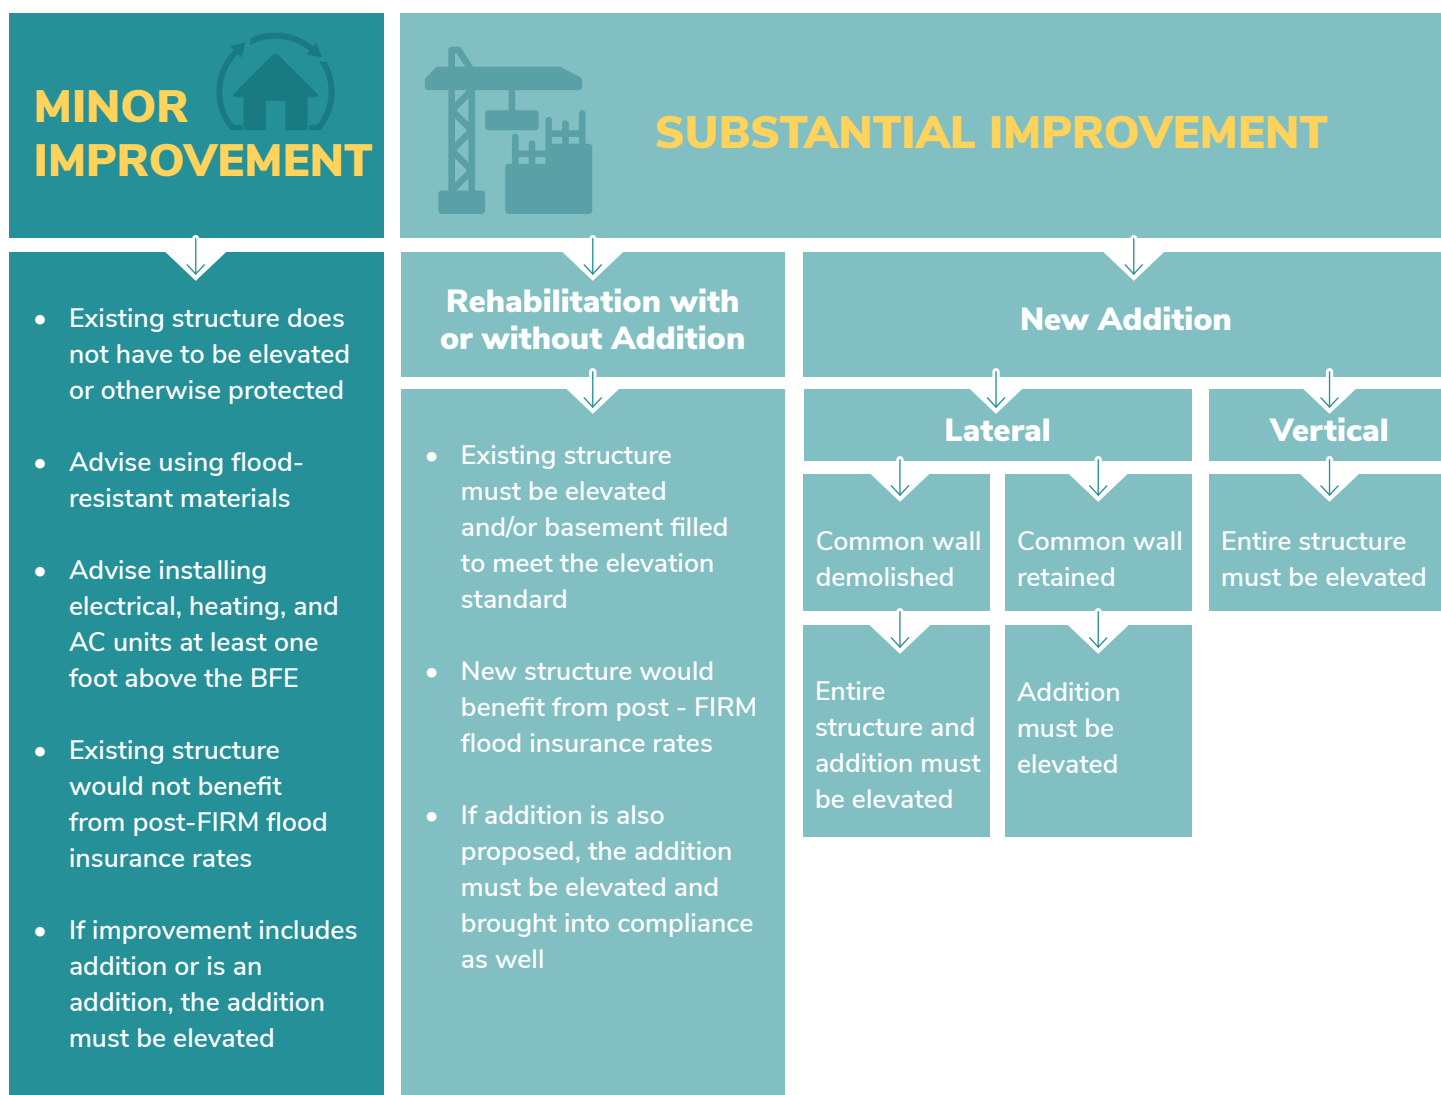 MINOR
IMPROVEMENT
SUBSTANTIAL IMPROVEMENT
• Existing structure does
not have to be elevated
or otherwise protected
• Advise using flood-
resistant materials
• Advise installing
electrical, heating, and
AC units at least one
foot above the BFE
• Existing structure
would not benefit
from post-FIRM flood
insurance rates
• If improvement includes
addition or is an
addition, the addition
must be elevated
Rehabilitation with
or without Addition
• Existing structure
must be elevated
and/or basement filled
to meet the elevation
standard
• New structure would
benefit from post - FIRM
flood insurance rates
• If addition is also
proposed, the addition
must be elevated and
brought into compliance
as well
New Addition
Lateral
Common wall
demolished
Entire
structure and
addition must
be elevated
Common wall
retained
Addition
must be
elevated
Vertical
Entire structure
must be elevated